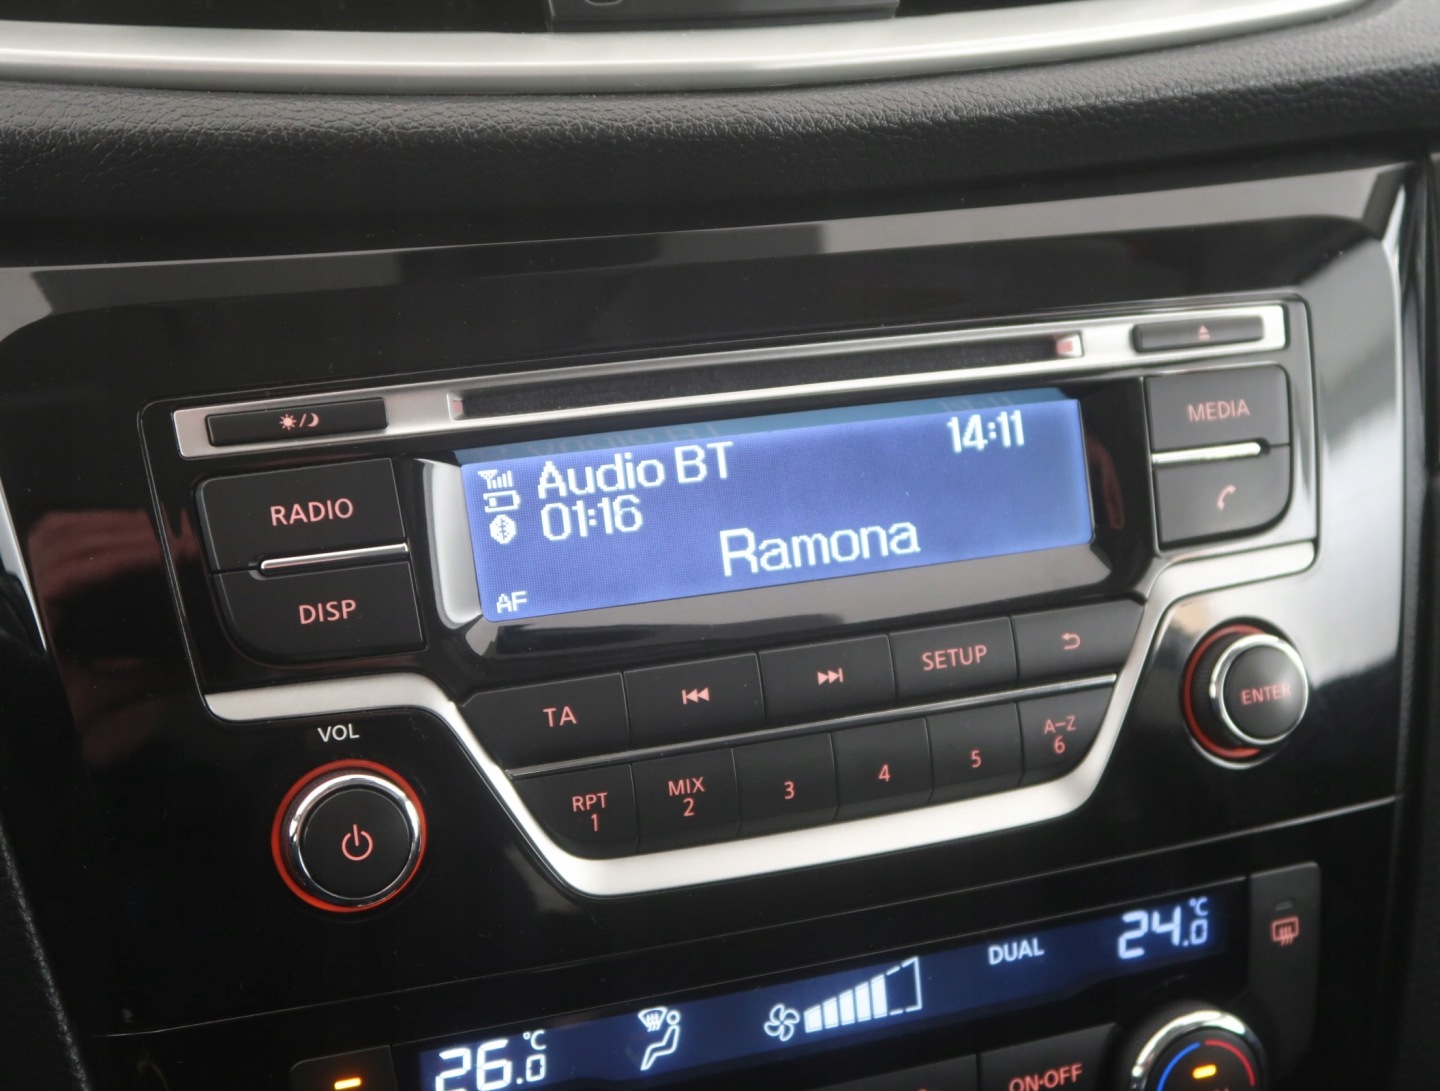 MEDIA
RADIO
DISP
Audio BT
14:11
01:16
Ramona
AF
TA
SETUP
ENTER
VOL
RPT
1
MIX
2
3
4
5
A-Z
6
26.0°C
DUAL
24.0°C
ON·OFF